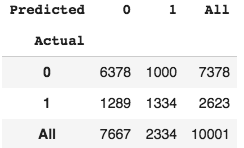 Predicted 0 1 All
Actual
0 6378 1000 7378
1 1289 1334 2623
All 7667 2334 10001